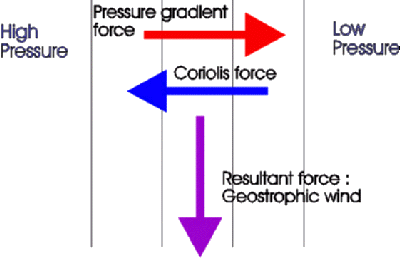 Pressure gradient
force
High
Pressure
Low
Pressure
Coriolis force
Resultant force :
Geostrophic wind